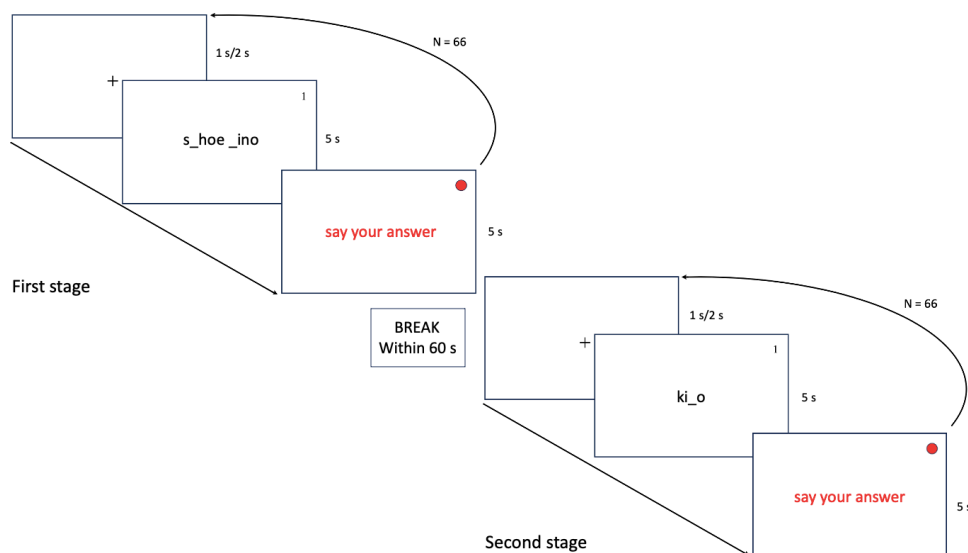 N = 66
1 s/2 s
+
1
s_hoe _ino
5 s
say your answer
5 s
First stage
BREAK
Within 60 s
N = 66
1 s/2 s
+
1
ki_o
5 s
say your answer
5 s
Second stage